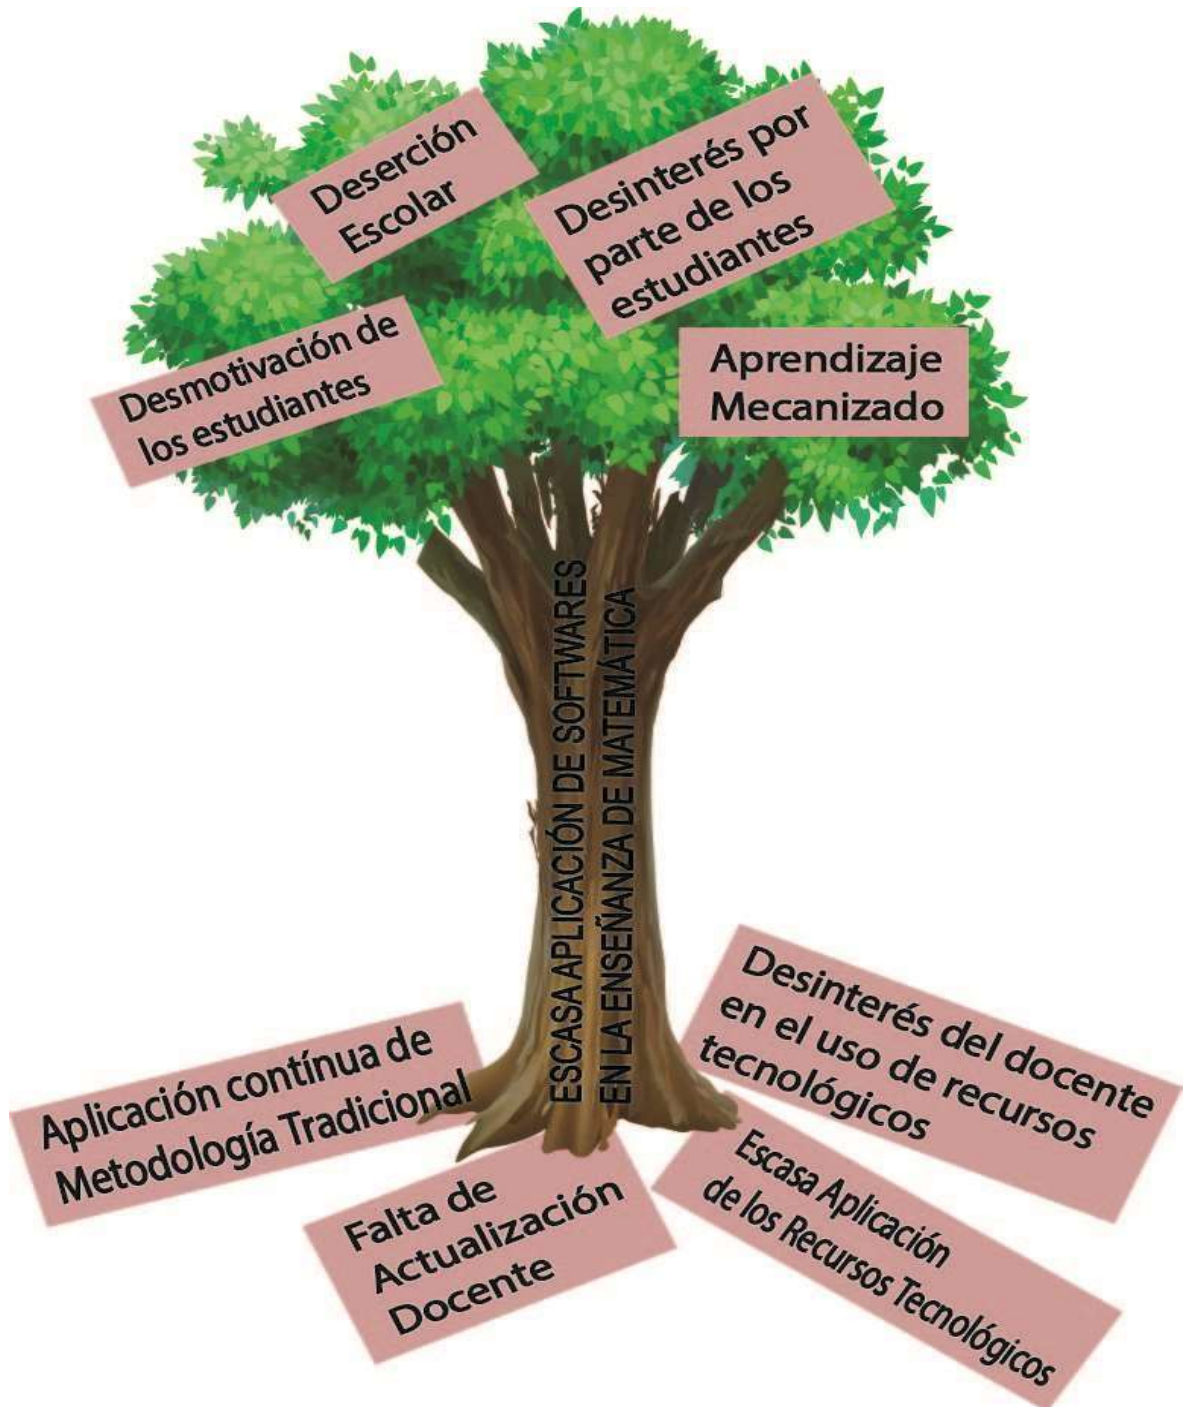 Deserción
Escolar
Desinterés por
parte de los
estudiantes
Desmotivación de
los estudiantes
Aprendizaje
Mecanizado
ESCASA APLICACIÓN DE SOFTWARES
EN LA ENSEÑANZA DE MATEMÁTICA
Aplicación contínua de
Metodología Tradicional
Falta de
Actualización
Docente
Desinterés del docente
en el uso de recursos
tecnológicos
Escasa Aplicación
de los Recursos Tecnológicos